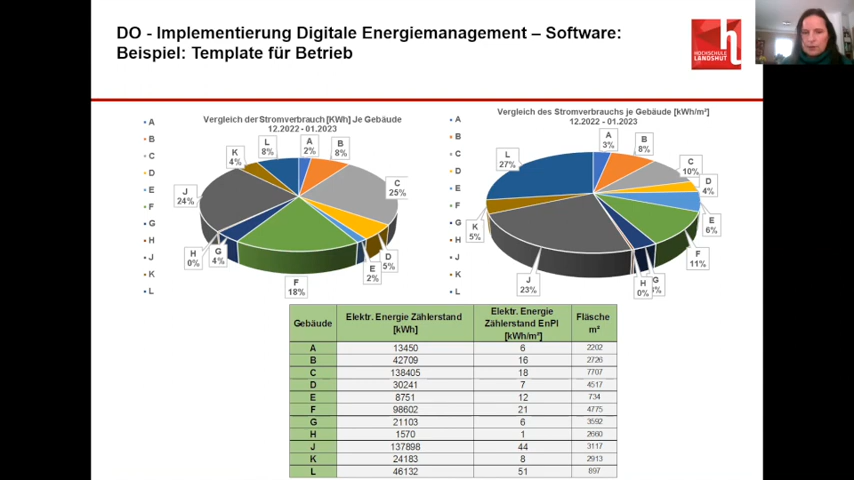 DO - Implementierung Digitale Energiemanagement – Software:
Beispiel: Template für Betrieb
HOCHSCHULE
LANDSHUT
Vergleich der Stromverbrauch [KWh] Je Gebäude
12.2022 - 01.2023
A
B
C
D
E
F
G
H
J
K
L
A
2%
B
8%
C
25%
D
5%
E
2%
F
18%
G
4%
H
0%
J
24%
K
4%
L
8%
Vergleich des Stromverbrauchs je Gebäude [kWh/m²]
12.2022 - 01.2023
A
B
C
D
E
F
G
H
J
K
L
A
3%
B
8%
C
10%
D
4%
E
6%
F
11%
G
H
0%
J
23%
K
5%
L
27%
Gebäude Elektr. Energie Zählerstand [kWh] Elektr. Energie Zählerstand EnPI [kWh/m²] Fläsche m²
A 13450 6 2202
B 42709 16 2726
C 138405 18 7707
D 30241 7 4517
E 8751 12 734
F 98602 21 4775
G 21103 6 3592
H 1570 1 2660
J 137898 44 3117
K 24183 8 2913
L 46132 51 897